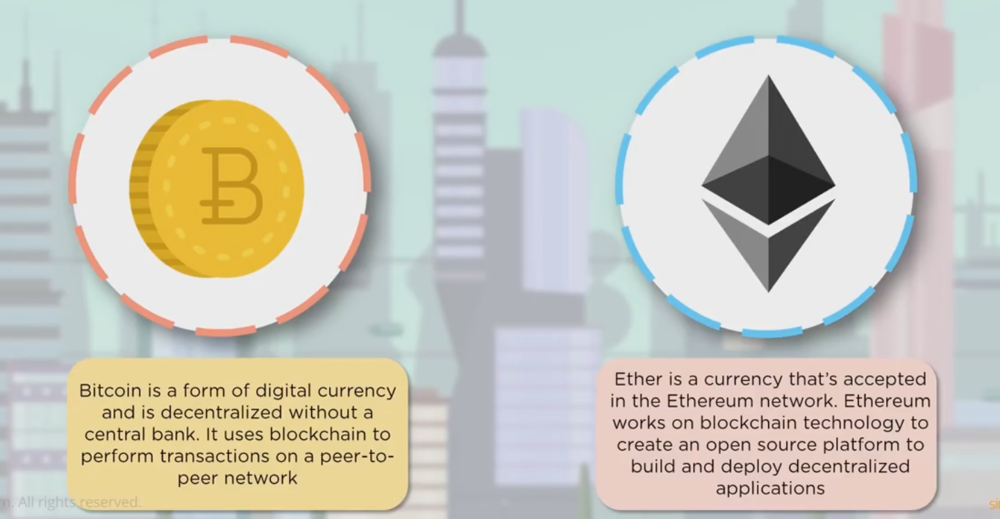 Bitcoin is a form of digital currency
and is decentralized without a
central bank. It uses blockchain to
perform transactions on a peer-to-
peer network
Ether is a currency that's accepted
in the Ethereum network. Ethereum
works on blockchain technology to
create an open source platform to
build and deploy decentralized
applications
All rights reserved.